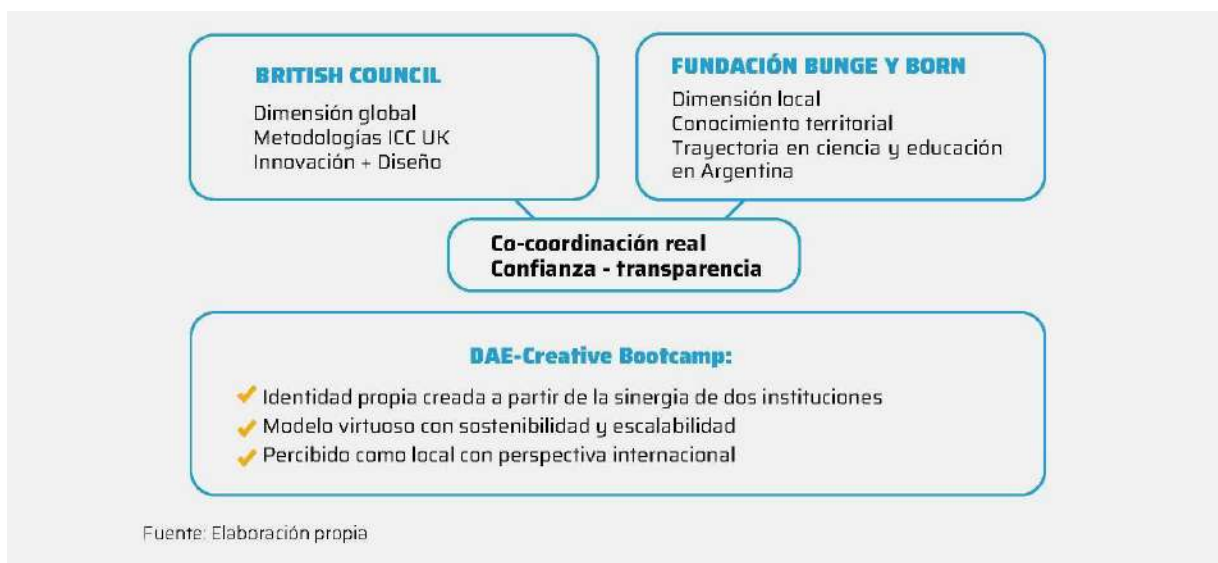 BRITISH COUNCIL
Dimensión global
Metodologías ICC UK
Innovación + Diseño
FUNDACIÓN BUNGE Y BORN
Dimensión local
Conocimiento territorial
Trayectoria en ciencia y educación
en Argentina
Co-coordinación real
Confianza - transparencia
DAE-Creative Bootcamp:
Identidad propia creada a partir de la sinergia de dos instituciones
Modelo virtuoso con sostenibilidad y escalabilidad
Percibido como local con perspectiva internacional
Fuente: Elaboración propia